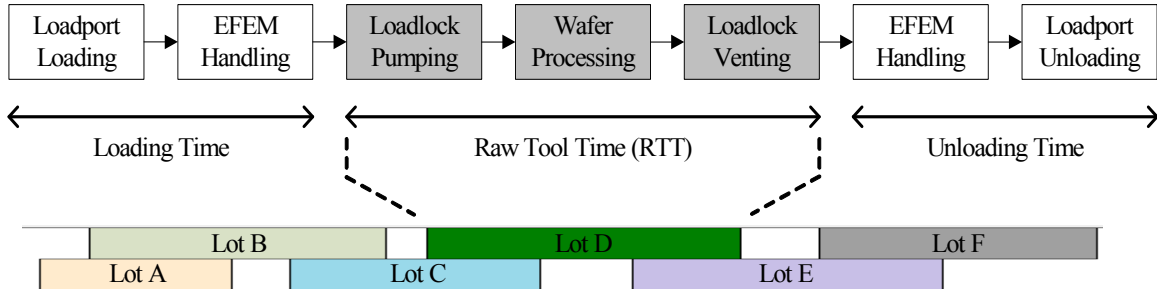 Loadport
Loading
EFEM
Handling
Loadlock
Pumping
Wafer
Processing
Loadlock
Venting
EFEM
Handling
Loadport
Unloading
Loading Time
Raw Tool Time (RTT)
Unloading Time
Lot B
Lot D
Lot F
Lot A
Lot C
Lot E